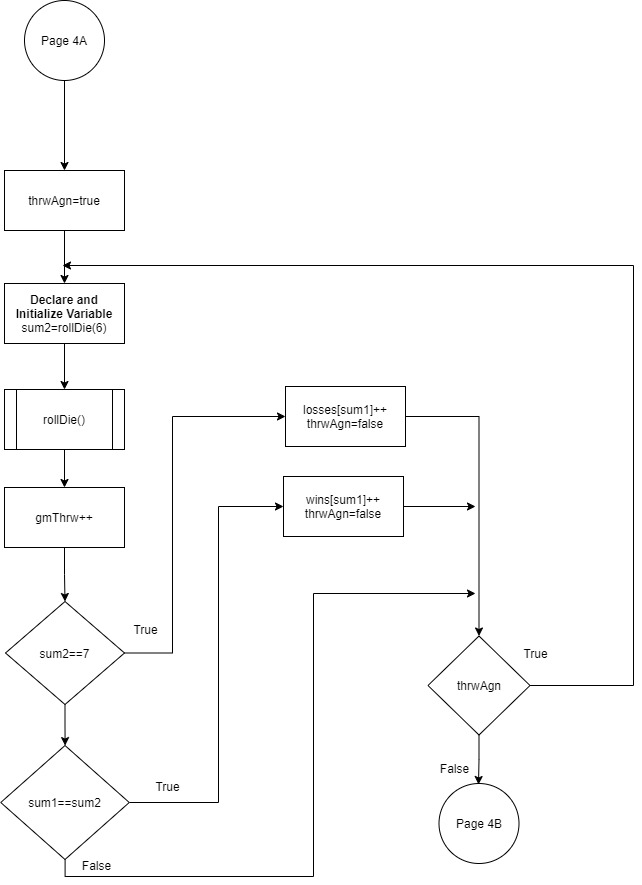 Page 4A
thrwAgn=true
Declare and
Initialize Variable
sum2=rollDie(6)
rollDie()
losses[sum1]++
thrwAgn=false
wins[sum1]++
thrwAgn=false
gmThrw++
True
sum2==7
True
thrwAgn
False
True
sum1==sum2
False
Page 4B